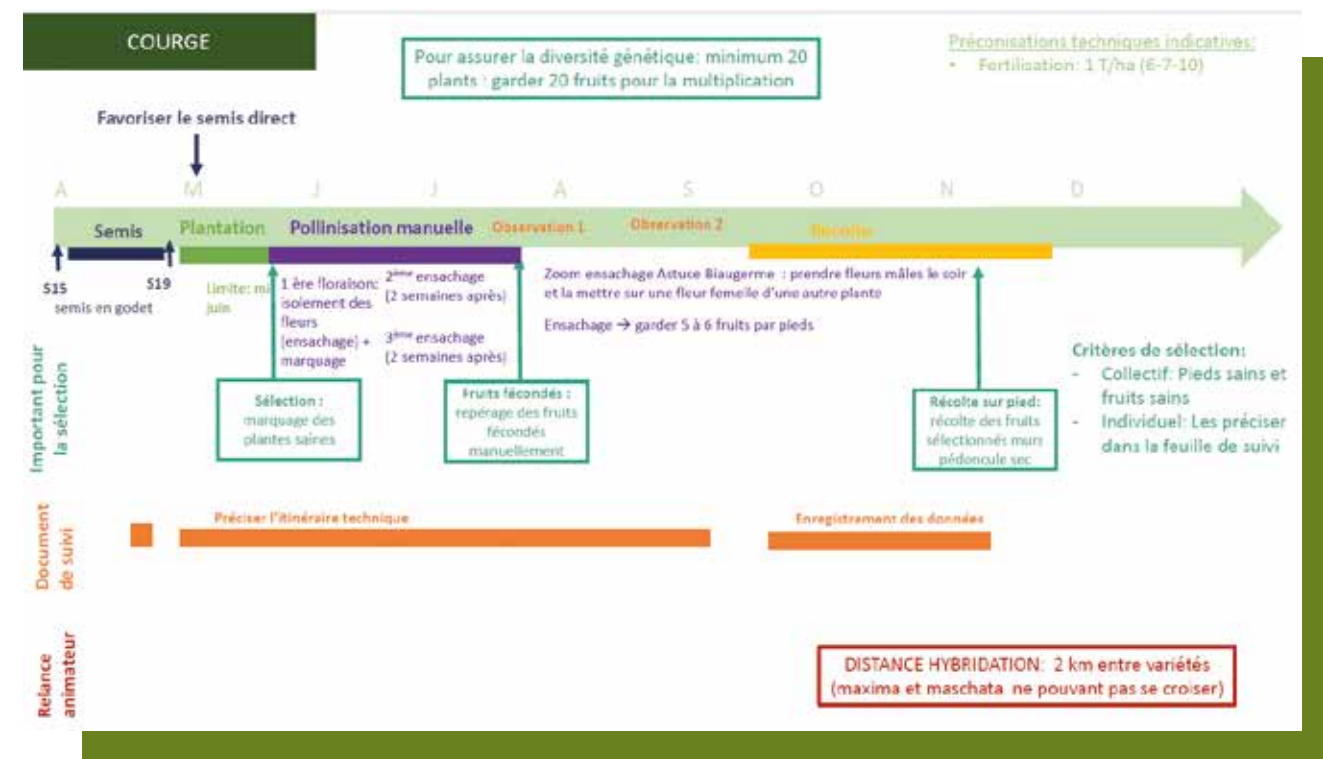 COURGE
Pour assurer la diversité génétique: minimum 20
plants : garder 20 fruits pour la multiplication
Préconisations techniques indicatives:
• Fertilisation: 1 T/ha (6-7-10)
Favoriser le semis direct
A M J J A S O N D
Semis
Plantation
Pollinisation manuelle
Observation 1
Observation 2
Récolte
S15
S19
semis en godet
Limite: mi
juin
1 ère floraison:
isolement des
fleurs
(ensachage) +
marquage
2ème ensachage
(2 semaines après)
3ème ensachage
(2 semaines après)
Zoom ensachage Astuce Biaugerme : prendre fleurs mâles le soir
et la mettre sur une fleur femelle d'une autre plante
Ensachage → garder 5 à 6 fruits par pieds
Important pour
la sélection
Sélection :
marquage des
plantes saines
Fruits fécondés :
repérage des fruits
fécondés
manuellement
Récolte sur pied:
récolte des fruits
sélectionnés murs
pédoncule sec
Critères de sélection:
- Collectif: Pieds sains et
fruits sains
- Individuel: Les préciser
dans la feuille de suivi
Document
de suivi
Préciser l'itinéraire technique
Enregistrement des données
Relance
animateur
DISTANCE HYBRIDATION: 2 km entre variétés
(maxima et maschata ne pouvant pas se croiser)